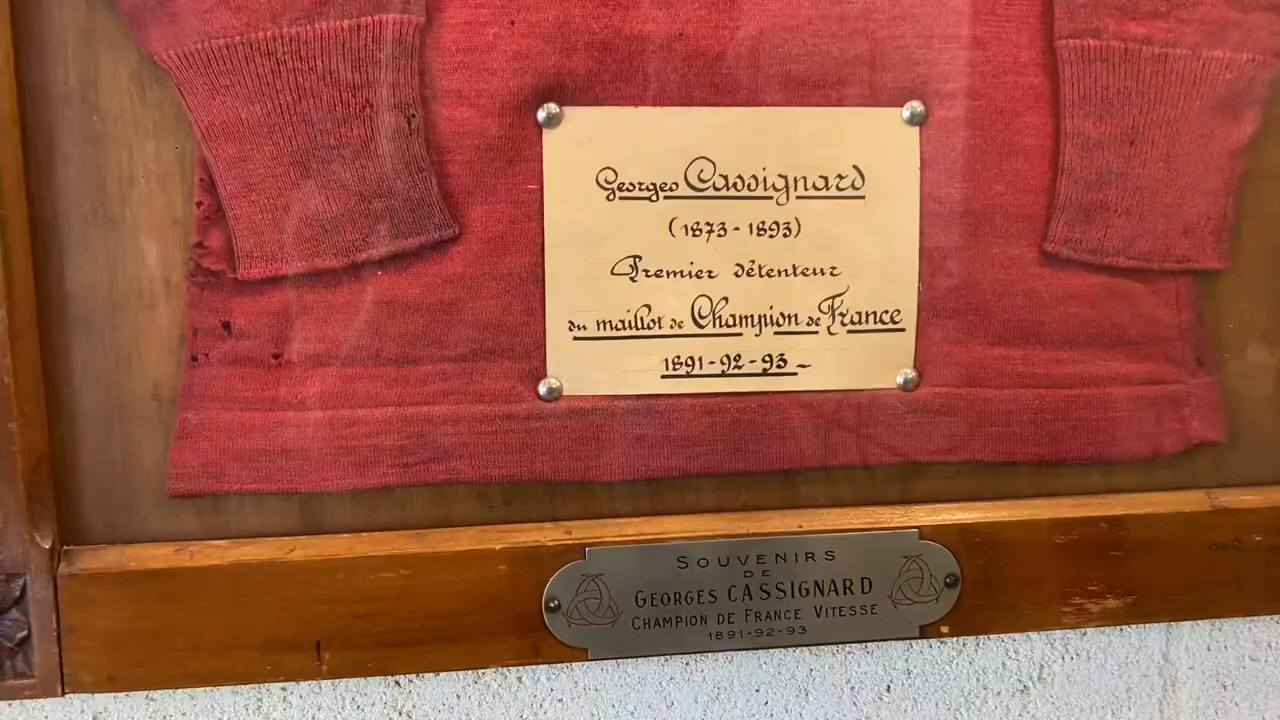 Georges Cassignard
(1873-1893)
Premier détenteur
du maillot de Champion de France
1891-92-93-
SOUVENIRS
DE
GEORGES CASSIGNARD
CHAMPION DE FRANCE VITESSE
1891-92-93